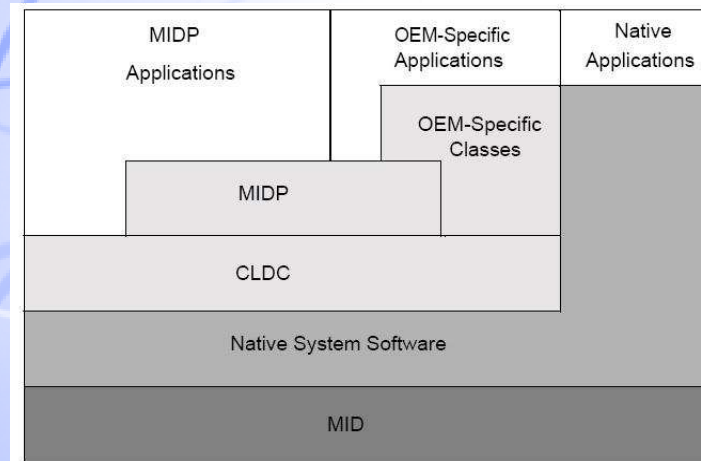 MIDP
Applications
OEM-Specific
Applications
Native
Applications
OEM-Specific
Classes
MIDP
CLDC
Native System Software
MID